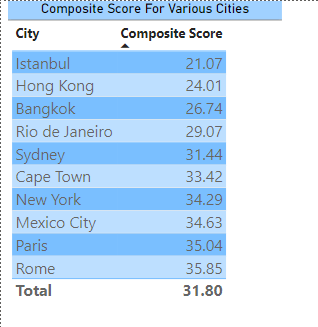 Composite Score For Various Cities
City Composite Score
Istanbul 21.07
Hong Kong 24.01
Bangkok 26.74
Rio de Janeiro 29.07
Sydney 31.44
Cape Town 33.42
New York 34.29
Mexico City 34.63
Paris 35.04
Rome 35.85
Total 31.80